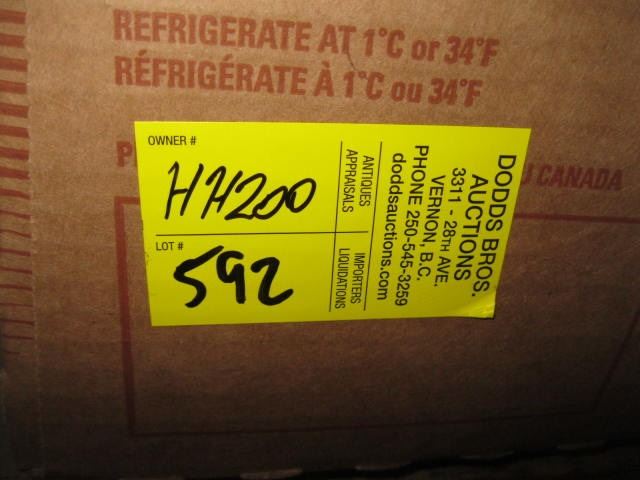 REFRIGERATE AT 1°C or 34°F
RÉFRIGÉRATE À 1°C ou 34°F
CANADA
OWNER #
HH200
LOT #
592
ANTIQUES
APPRAISALS
IMPORTERS
LIQUIDATIONS
DODDS BROS.
AUCTIONS
3311 - 28TH AVE.
VERNON, B.C.
PHONE 250-545-3259
doddsauctions.com